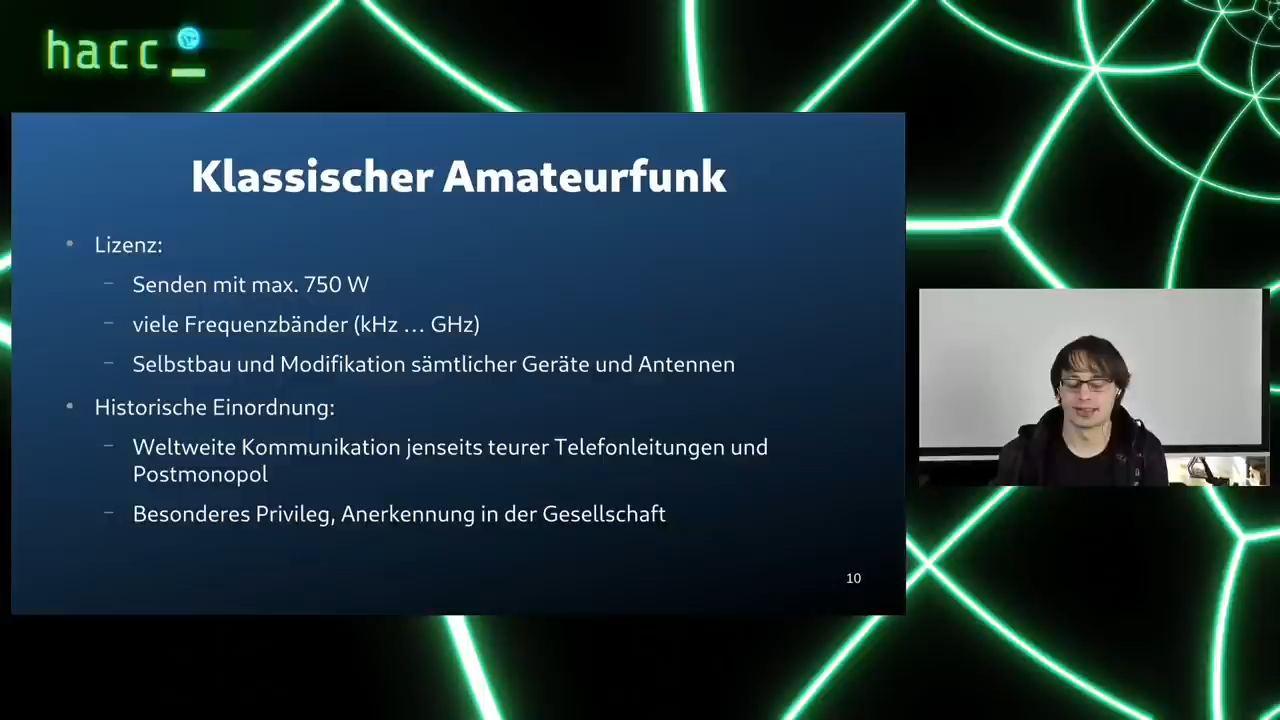 hacc
Klassischer Amateurfunk
• Lizenz:
– Senden mit max. 750 W
– viele Frequenzbänder (kHz … GHz)
– Selbstbau und Modifikation sämtlicher Geräte und Antennen
• Historische Einordnung:
– Weltweite Kommunikation jenseits teurer Telefonleitungen und
Postmonopol
– Besonderes Privileg, Anerkennung in der Gesellschaft
10